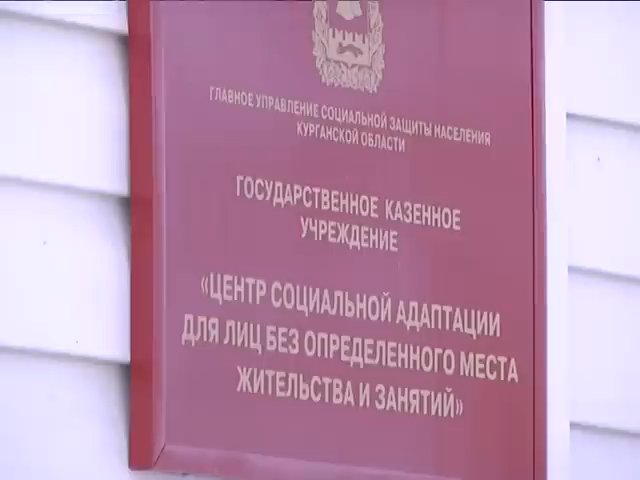 ГЛАВНОЕ УПРАВЛЕНИЕ СОЦИАЛЬНОЙ ЗАЩИТЫ НАСЕЛЕНИЯ
КУРГАНСКОЙ ОБЛАСТИ
ГОСУДАРСТВЕННОЕ КАЗЕННОЕ
УЧРЕЖДЕНИЕ
«ЦЕНТР СОЦИАЛЬНОЙ АДАПТАЦИИ
ДЛЯ ЛИЦ БЕЗ ОПРЕДЕЛЕННОГО МЕСТА
ЖИТЕЛЬСТВА И ЗАНЯТИЙ»